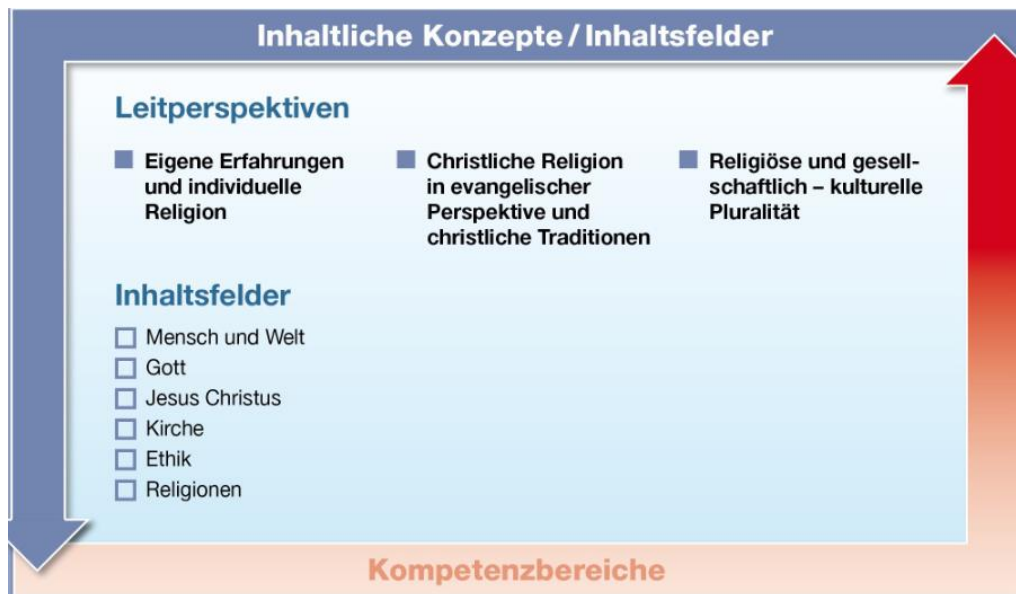 Inhaltliche Konzepte / Inhaltsfelder
Leitperspektiven
Eigene Erfahrungen
und individuelle
Religion
Christliche Religion
in evangelischer
Perspektive und
christliche Traditionen
Religiöse und gesell-
schaftlich – kulturelle
Pluralität
Inhaltsfelder
Mensch und Welt
Gott
Jesus Christus
Kirche
Ethik
Religionen
Kompetenzbereiche